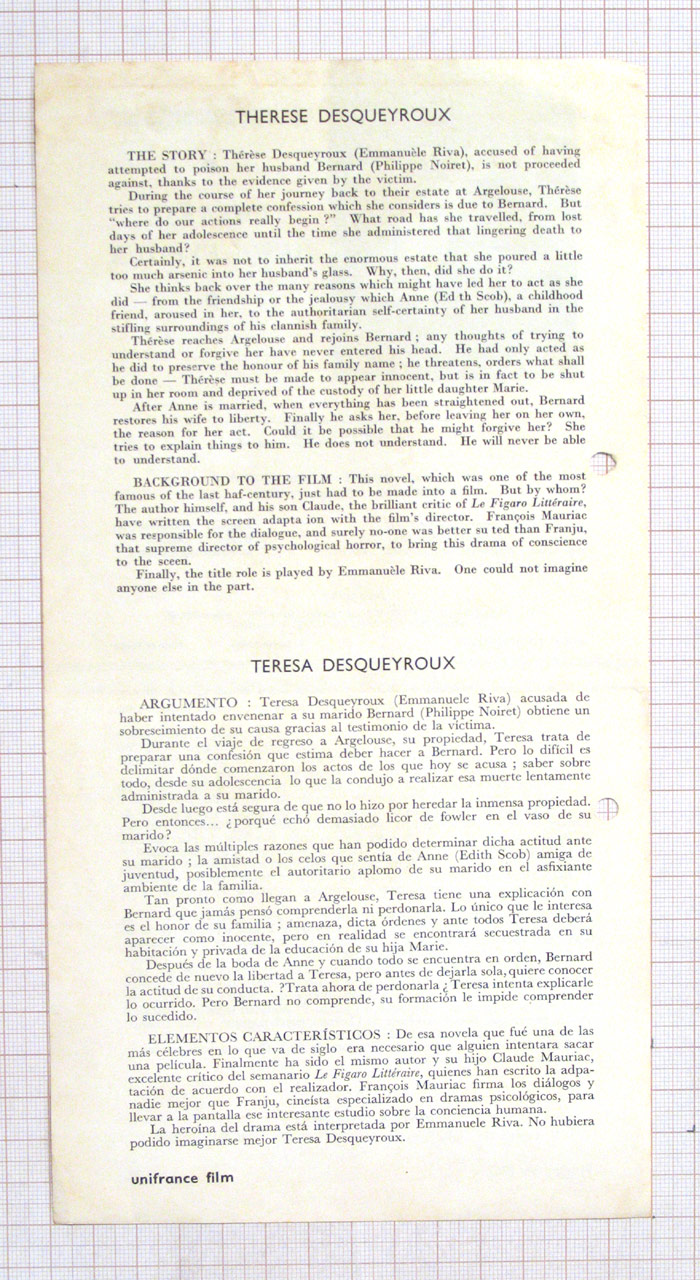 THERESE DESQUEYROUX
THE STORY : Thérèse Desqueyroux (Emmanuèle Riva), accused of having
attempted to poison her husband Bernard (Philippe Noiret), is not proceeded
against, thanks to the evidence given by the victim.
During the course of her journey back to their estate at Argelouse, Thérèse
tries to prepare a complete confession which she considers is due to Bernard. But
"where do our actions really begin ?" What road has she travelled, from lost
days of her adolescence until the time she administered that lingering death to
her husband?
Certainly, it was not to inherit the enormous estate that she poured a little
too much arsenic into her husband's glass. Why, then, did she do it?
She thinks back over the many reasons which might have led her to act as she
did — from the friendship or the jealousy which Anne (Ed th Scob), a childhood
friend, aroused in her, to the authoritarian self-certainty of her husband in the
stifling surroundings of his clannish family.
Thérèse reaches Argelouse and rejoins Bernard ; any thoughts of trying to
understand or forgive her have never entered his head. He had only acted as
he did to preserve the honour of his family name ; he threatens, orders what shall
be done — Thérèse must be made to appear innocent, but is in fact to be shut
up in her room and deprived of the custody of her little daughter Marie.
After Anne is married, when everything has been straightened out, Bernard
restores his wife to liberty. Finally he asks her, before leaving her on her own,
the reason for her act. Could it be possible that he might forgive her? She
tries to explain things to him. He does not understand. He will never be able
to understand.
BACKGROUND TO THE FILM : This novel, which was one of the most
famous of the last haf-century, just had to be made into a film. But by whom?
The author himself, and his son Claude, the brilliant critic of Le Figaro Littéraire,
have written the screen adapta ion with the film's director. François Mauriac
was responsible for the dialogue, and surely no-one was better su ted than Franju,
that supreme director of psychological horror, to bring this drama of conscience
to the sceen.
Finally, the title role is played by Emmanuèle Riva. One could not imagine
anyone else in the part.
TERESA DESQUEYROUX
ARGUMENTO : Teresa Desqueyroux (Emmanuele Riva) acusada de
haber intentado envenenar a su marido Bernard (Philippe Noiret) obtiene un
sobreseimiento de su causa gracias al testimonio de la víctima.
Durante el viaje de regreso a Argelouse, su propiedad, Teresa trata de
preparar una confesión que estima deber hacer a Bernard. Pero lo difícil es
delimitar dónde comenzaron los actos de los que hoy se acusa ; saber sobre
todo, desde su adolescencia lo que la condujo a realizar esa muerte lentamente
administrada a su marido.
Desde luego está segura de que no lo hizo por heredar la inmensa propiedad.
Pero entonces... ¿porqué echó demasiado licor de fowler en el vaso de su
marido?
Evoca las múltiples razones que han podido determinar dicha actitud ante
su marido ; la amistad o los celos que sentía de Anne (Edith Scob) amiga de
juventud, posiblemente el autoritario aplomo de su marido en el asfixiante
ambiente de la familia.
Tan pronto como llegan a Argelouse, Teresa tiene una explicación con
Bernard que jamás pensó comprenderla ni perdonarla. Lo único que le interesa
es el honor de su familia ; amenaza, dicta órdenes y ante todos Teresa deberá
aparecer como inocente, pero en realidad se encontrará secuestrada en su
habitación y privada de la educación de su hija Marie.
Después de la boda de Anne y cuando todo se encuentra en orden, Bernard
concede de nuevo la libertad a Teresa, pero antes de dejarla sola, quiere conocer
la actitud de su conducta. ?Trata ahora de perdonarla ¿ Teresa intenta explicarle
lo ocurrido. Pero Bernard no comprende, su formación le impide comprender
lo sucedido.
ELEMENTOS CARACTERÍSTICOS : De esa novela que fué una de las
más célebres en lo que va de siglo era necesario que alguien intentara sacar
una película. Finalmente ha sido el mismo autor y su hijo Claude Mauriac,
excelente crítico del semanario Le Figaro Littéraire, quienes han escrito la adpa-
tación de acuerdo con el realizador. François Mauriac firma los diálogos y
nadie mejor que Franju, cineísta especializado en dramas psicológicos, para
llevar a la pantalla ese interesante estudio sobre la conciencia humana.
La heroína del drama está interpretada por Emmanuele Riva. No hubiera
podido imaginarse mejor Teresa Desqueyroux.
unifrance film